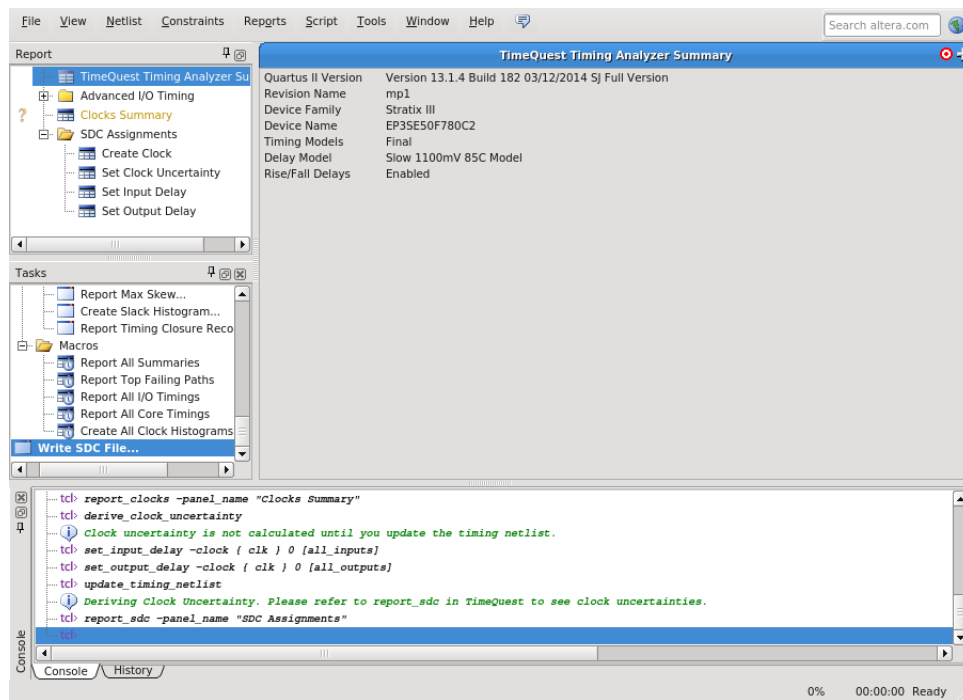 File View Netlist Constraints Reports Script Tools Window Help Search altera.com
Report
TimeQuest Timing Analyzer Su
Advanced I/O Timing
? Clocks Summary
SDC Assignments
Create Clock
Set Clock Uncertainty
Set Input Delay
Set Output Delay
TimeQuest Timing Analyzer Summary
Quartus II Version Version 13.1.4 Build 182 03/12/2014 SJ Full Version
Revision Name mp1
Device Family Stratix III
Device Name EP3SE50F780C2
Timing Models Final
Delay Model Slow 1100mV 85C Model
Rise/Fall Delays Enabled
Tasks
Report Max Skew...
Create Slack Histogram...
Report Timing Closure Reco
Macros
Report All Summaries
Report Top Failing Paths
Report All I/O Timings
Report All Core Timings
Create All Clock Histograms
Write SDC File...
tcl> report_clocks -panel_name "Clocks Summary"
tcl> derive_clock_uncertainty
Clock uncertainty is not calculated until you update the timing netlist.
tcl> set_input_delay -clock { clk } 0 [all_inputs]
tcl> set_output_delay -clock { clk } 0 [all_outputs]
tcl> update_timing_netlist
Deriving Clock Uncertainty. Please refer to report_sdc in TimeQuest to see clock uncertainties.
tcl> report_sdc -panel_name "SDC Assignments"
tcl>
Console
Console History
0% 00:00:00 Ready